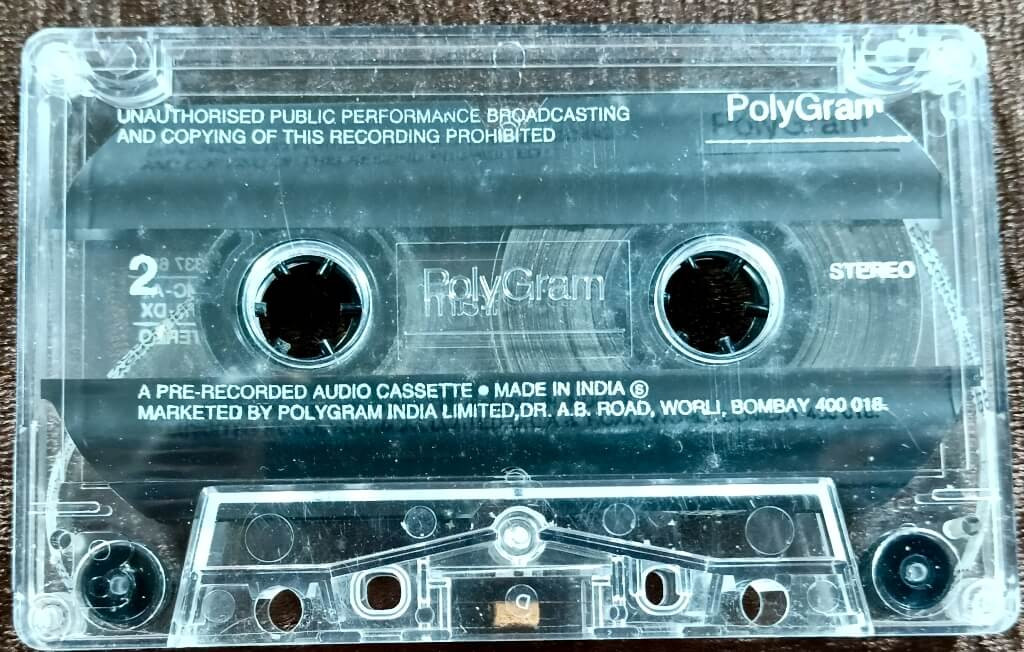 UNAUTHORISED PUBLIC PERFORMANCE BROADCASTING
AND COPYING OF THIS RECORDING PROHIBITED
PolyGram
2
PolyGram
STEREO
A PRE-RECORDED AUDIO CASSETTE ● MADE IN INDIA Ⓢ
MARKETED BY POLYGRAM INDIA LIMITED, DR. A.B. ROAD, WORLI, BOMBAY 400 018.